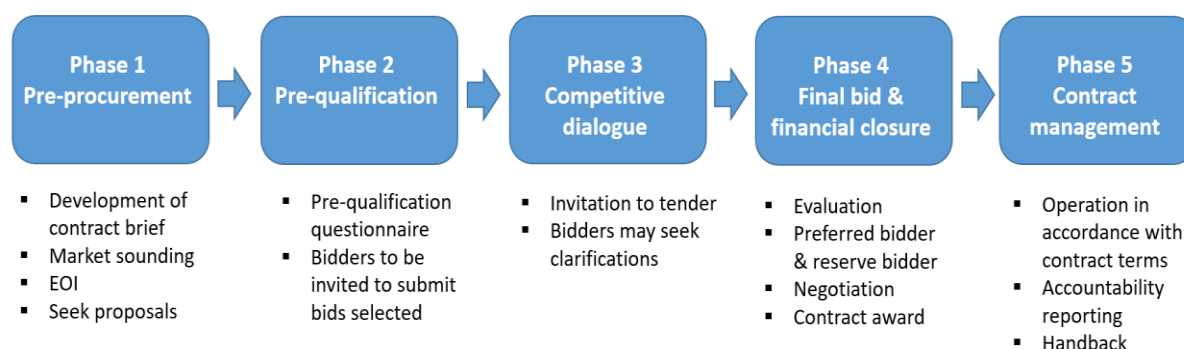 Phase 1
Pre-procurement
Phase 2
Pre-qualification
Phase 3
Competitive
dialogue
Phase 4
Final bid &
financial closure
Phase 5
Contract
management
▪ Development of
contract brief
▪ Market sounding
▪ EOI
▪ Seek proposals
▪ Pre-qualification
questionnaire
▪ Bidders to be
invited to submit
bids selected
▪ Invitation to tender
▪ Bidders may seek
clarifications
▪ Evaluation
▪ Preferred bidder
& reserve bidder
▪ Negotiation
▪ Contract award
▪ Operation in
accordance with
contract terms
▪ Accountability
reporting
▪ Handback